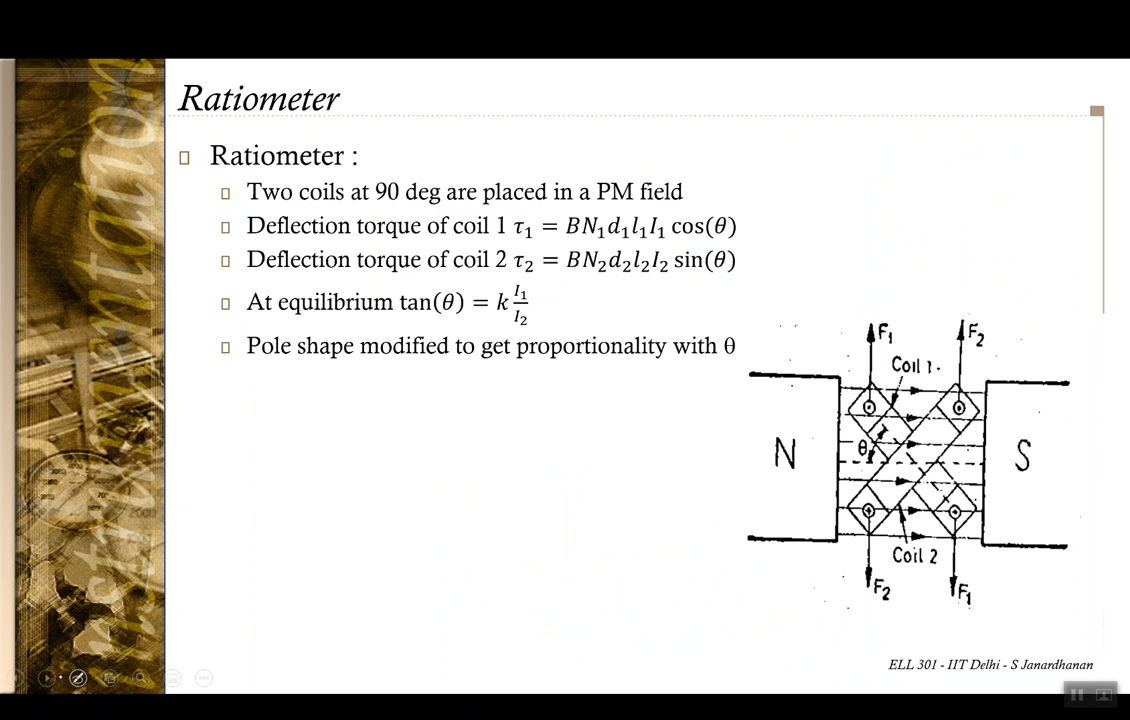 Ratiometer
Ratiometer :
Two coils at 90 deg are placed in a PM field
Deflection torque of coil 1 τ₁ = BN₁d₁l₁I₁ cos(θ)
Deflection torque of coil 2 τ₂ = BN₂d₂l₂I₂ sin(θ)
At equilibrium tan(θ) = k I₁/I₂
Pole shape modified to get proportionality with θ
F₁
F₂
Coil 1
θ
N
S
Coil 2
F₂
F₁
ELL 301 - IIT Delhi - S Janardhanan